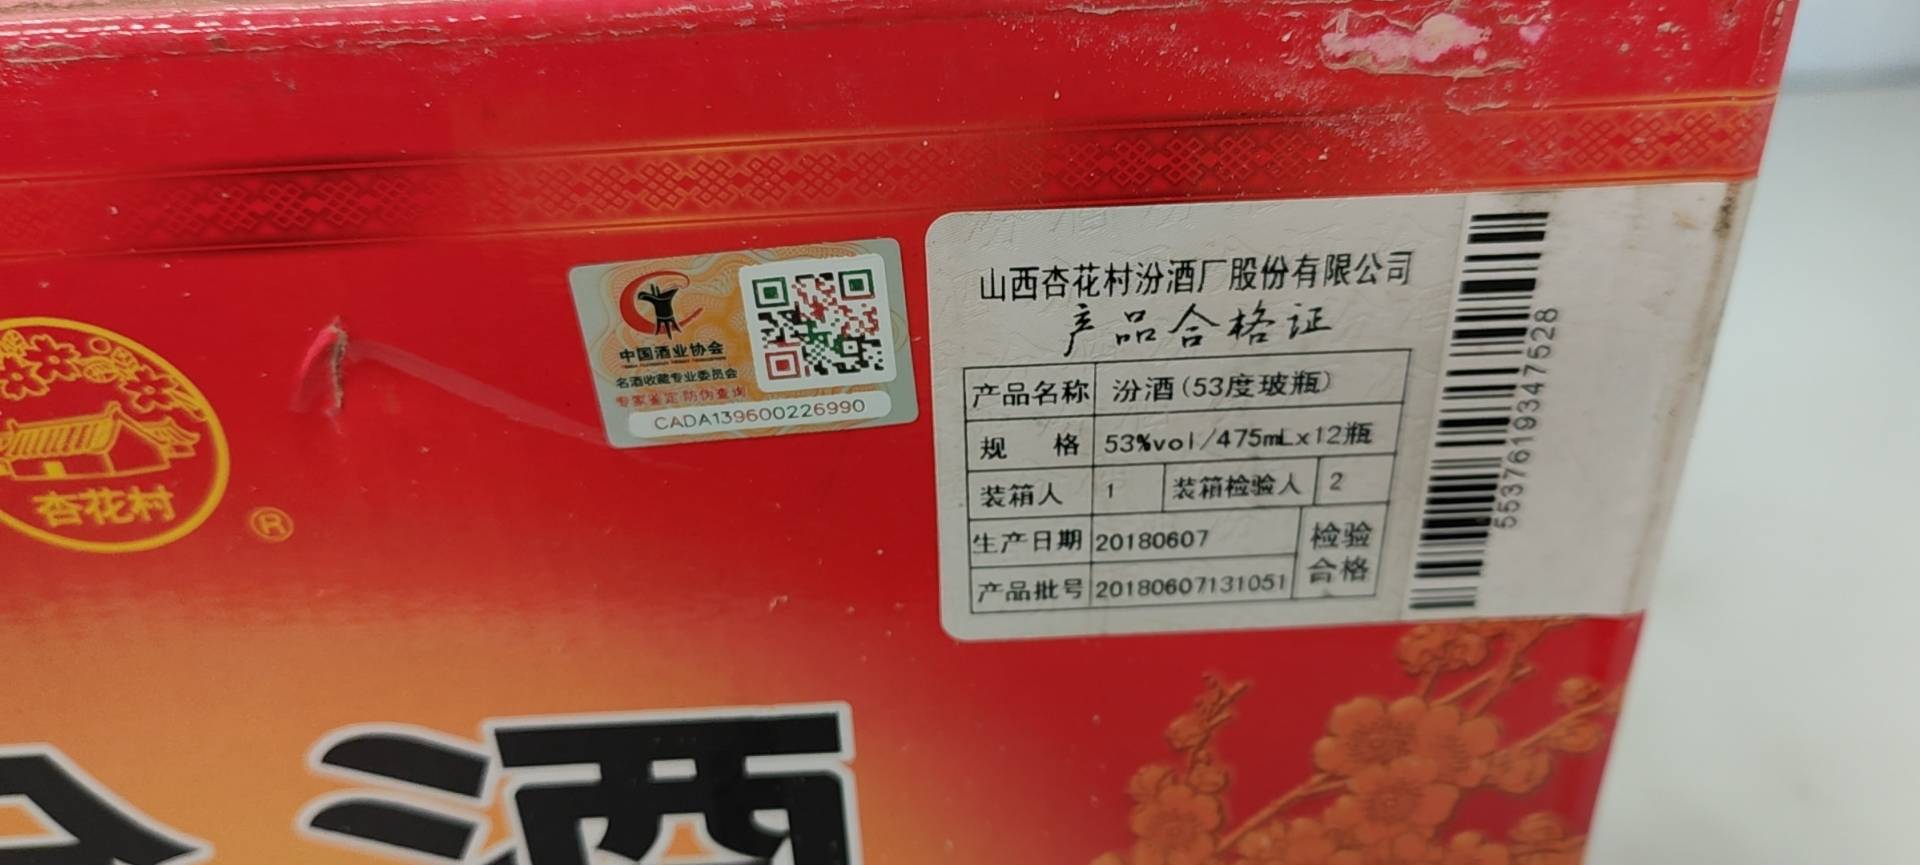 杏花村
®
中国酒业协会
名酒收藏专业委员会
专家鉴定 防伪查询
CADA139600226990
山西杏花村汾酒厂股份有限公司
产品合格证
产品名称 汾酒(53度玻瓶)
规 格 53%vol/475mLx12瓶
装箱人 1 装箱检验人 2
生产日期 20180607
产品批号 20180607131051
检验
合格
5537619347528
酒